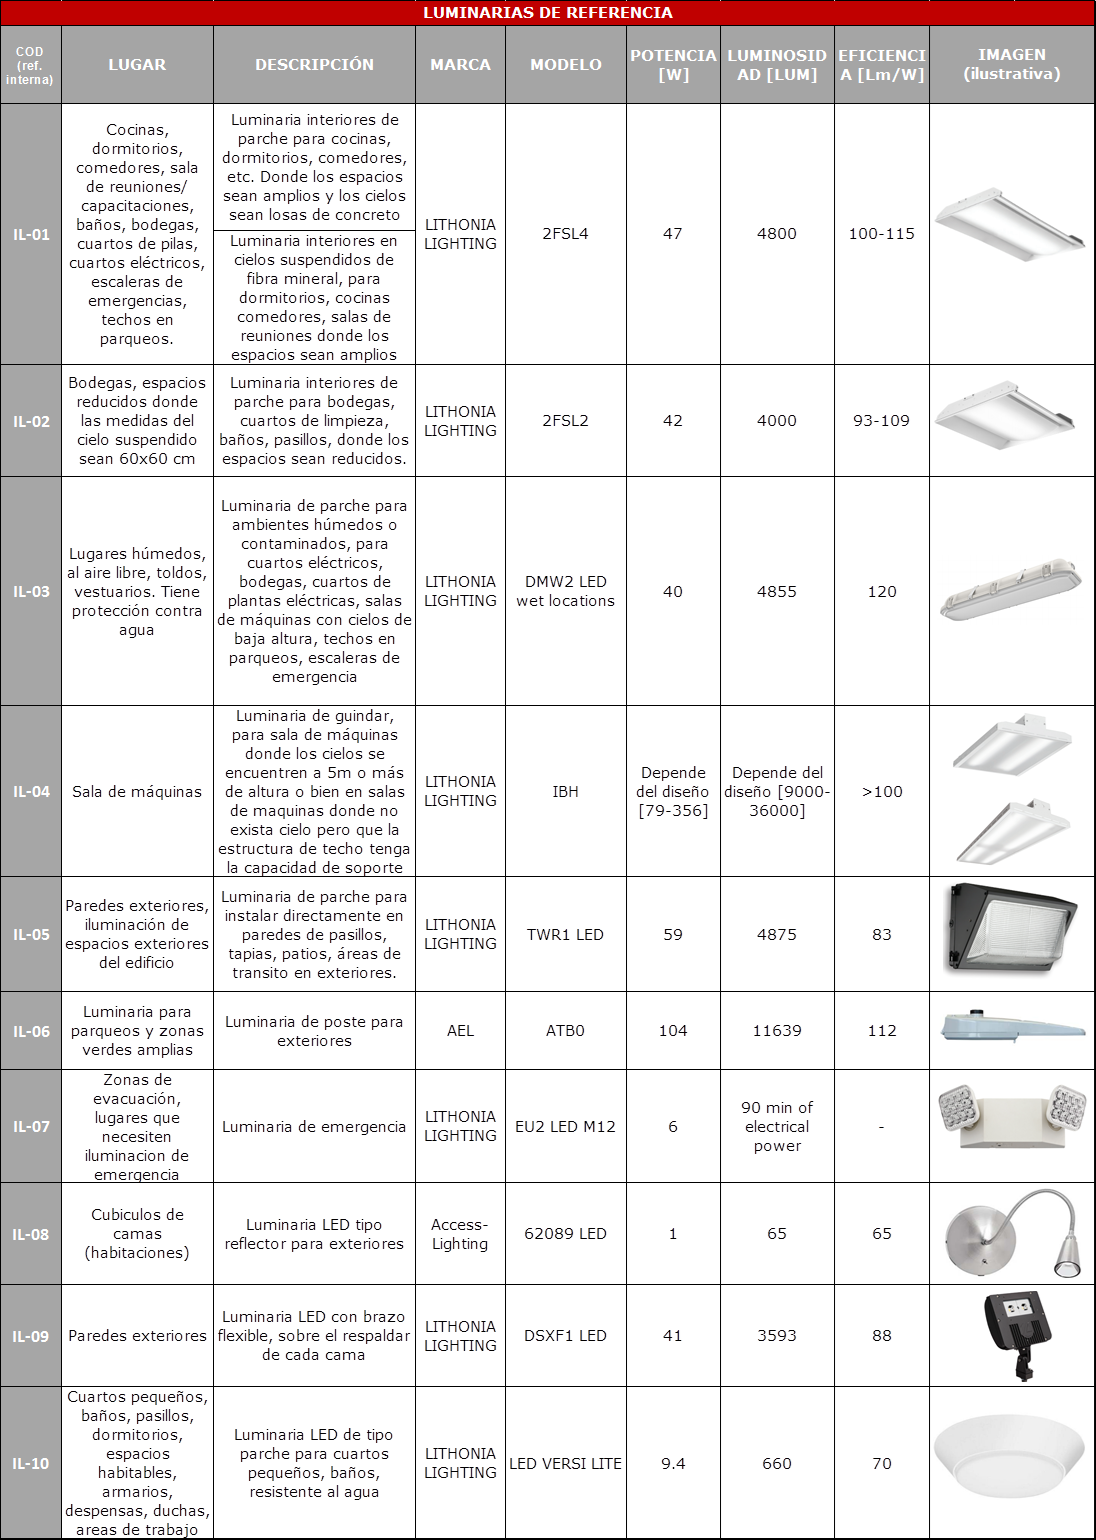 LUMINARIAS DE REFERENCIA
COD
(ref.
interna)
LUGAR
DESCRIPCIÓN
MARCA
MODELO
POTENCIA
[W]
LUMINOSID
AD [LUM]
EFICIENCI
A [Lm/W]
IMAGEN
(ilustrativa)
IL-01
Cocinas,
dormitorios,
comedores, sala
de reuniones/
capacitaciones,
baños, bodegas,
cuartos de pilas,
cuartos eléctricos,
escaleras de
emergencias,
techos en
parqueos.
Luminaria interiores de
parche para cocinas,
dormitorios, comedores,
etc. Donde los espacios
sean amplios y los cielos
sean losas de concreto
Luminaria interiores en
cielos suspendidos de
fibra mineral, para
dormitorios, cocinas
comedores, salas de
reuniones donde los
espacios sean amplios
LITHONIA
LIGHTING
2FSL4
47
4800
100-115
IL-02
Bodegas, espacios
reducidos donde
las medidas del
cielo suspendido
sean 60x60 cm
Luminaria interiores de
parche para bodegas,
cuartos de limpieza,
baños, pasillos, donde los
espacios sean reducidos.
LITHONIA
LIGHTING
2FSL2
42
4000
93-109
IL-03
Lugares húmedos,
al aire libre, toldos,
vestuarios. Tiene
protección contra
agua
Luminaria de parche para
ambientes húmedos o
contaminados, para
cuartos eléctricos,
bodegas, cuartos de
plantas eléctricas, salas
de máquinas con cielos de
baja altura, techos en
parqueos, escaleras de
emergencia
LITHONIA
LIGHTING
DMW2 LED
wet locations
40
4855
120
IL-04
Sala de máquinas
Luminaria de guindar,
para sala de máquinas
donde los cielos se
encuentren a 5m o más
de altura o bien en salas
de maquinas donde no
exista cielo pero que la
estructura de techo tenga
la capacidad de soporte
LITHONIA
LIGHTING
IBH
Depende
del diseño
[79-356]
Depende del
diseño [9000-
36000]
>100
IL-05
Paredes exteriores,
iluminación de
espacios exteriores
del edificio
Luminaria de parche para
instalar directamente en
paredes de pasillos,
tapias, patios, áreas de
transito en exteriores.
LITHONIA
LIGHTING
TWR1 LED
59
4875
83
IL-06
Luminaria para
parqueos y zonas
verdes amplias
Luminaria de poste para
exteriores
AEL
ATB0
104
11639
112
IL-07
Zonas de
evacuación,
lugares que
necesiten
iluminacion de
emergencia
Luminaria de emergencia
LITHONIA
LIGHTING
EU2 LED M12
6
90 min of
electrical
power
-
IL-08
Cubiculos de
camas
(habitaciones)
Luminaria LED tipo
reflector para exteriores
Access-
Lighting
62089 LED
1
65
65
IL-09
Paredes exteriores
Luminaria LED con brazo
flexible, sobre el respaldar
de cada cama
LITHONIA
LIGHTING
DSXF1 LED
41
3593
88
IL-10
Cuartos pequeños,
baños, pasillos,
dormitorios,
espacios
habitables,
armarios,
despensas, duchas,
areas de trabajo
Luminaria LED de tipo
parche para cuartos
pequeños, baños,
resistente al agua
LITHONIA
LIGHTING
LED VERSI LITE
9.4
660
70